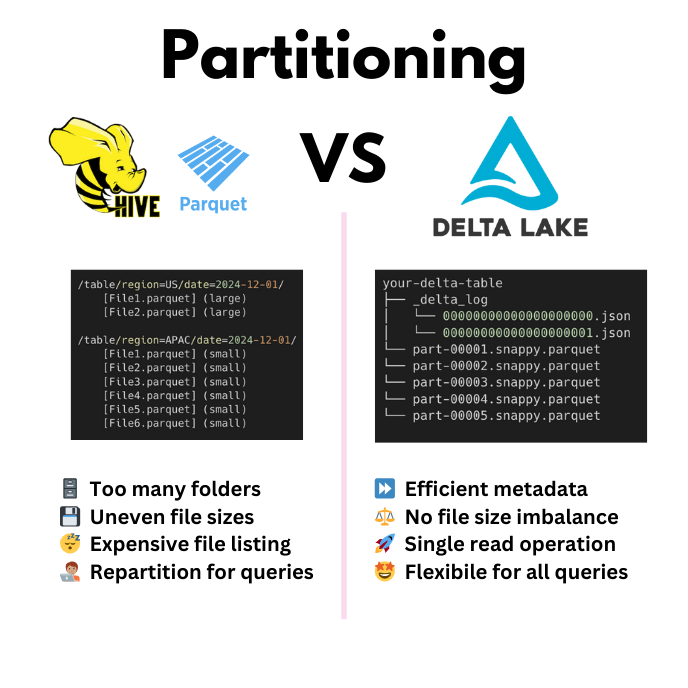 Partitioning
VS
HIVE
Parquet
DELTA LAKE
/table/region=US/date=2024-12-01/
[File1.parquet] (large)
[File2.parquet] (large)
/table/region=APAC/date=2024-12-01/
[File1.parquet] (small)
[File2.parquet] (small)
[File3.parquet] (small)
[File4.parquet] (small)
[File5.parquet] (small)
[File6.parquet] (small)
your-delta-table
├── _delta_log
│   └── 00000000000000000000.json
│   └── 00000000000000000001.json
└── part-00001.snappy.parquet
└── part-00002.snappy.parquet
└── part-00003.snappy.parquet
└── part-00004.snappy.parquet
└── part-00005.snappy.parquet
Too many folders
Uneven file sizes
Expensive file listing
Repartition for queries
Efficient metadata
No file size imbalance
Single read operation
Flexibile for all queries